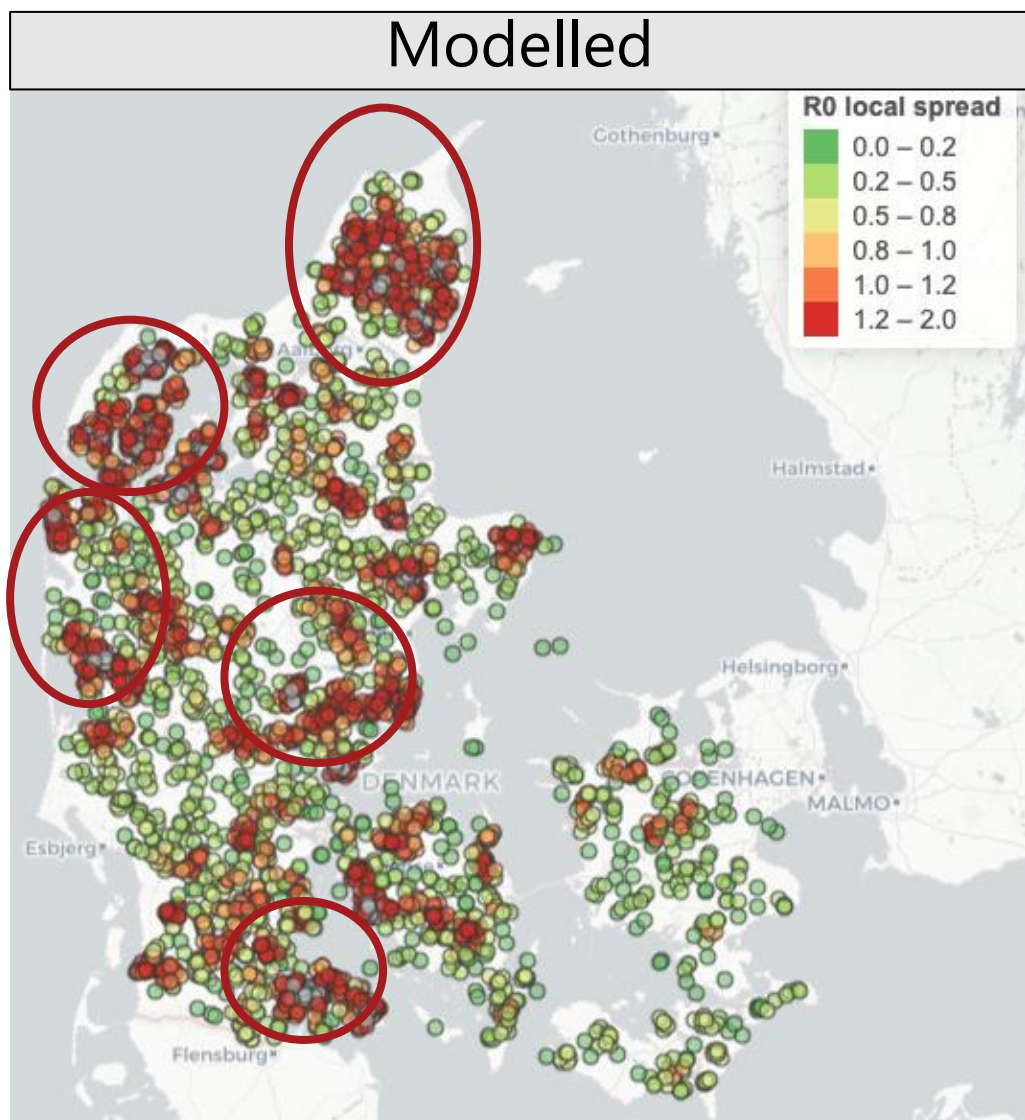 Modelled
R0 local spread
0.0 – 0.2
0.2 – 0.5
0.5 – 0.8
0.8 – 1.0
1.0 – 1.2
1.2 – 2.0
Gothenburg
Halmstad
Helsingborg
DENMARK
MALMO
Esbjerg
Flensburg